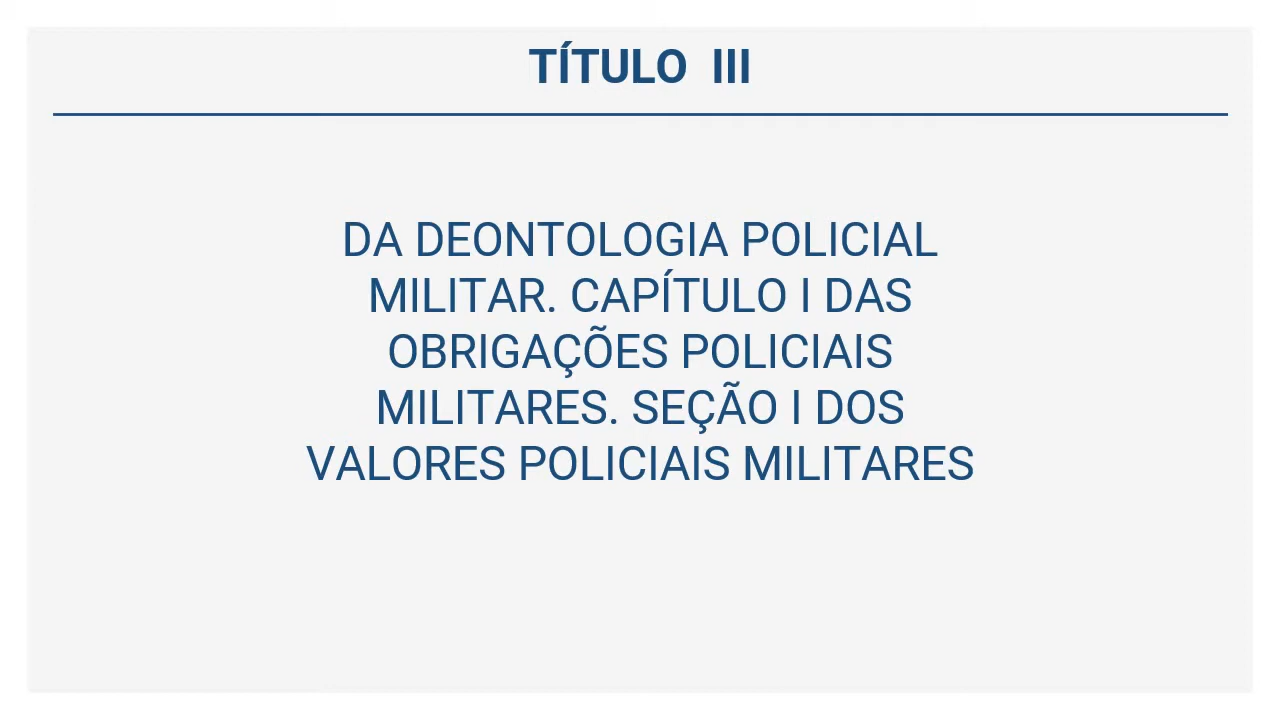 TÍTULO III
DA DEONTOLOGIA POLICIAL
MILITAR. CAPÍTULO I DAS
OBRIGAÇÕES POLICIAIS
MILITARES. SEÇÃO I DOS
VALORES POLICIAIS MILITARES